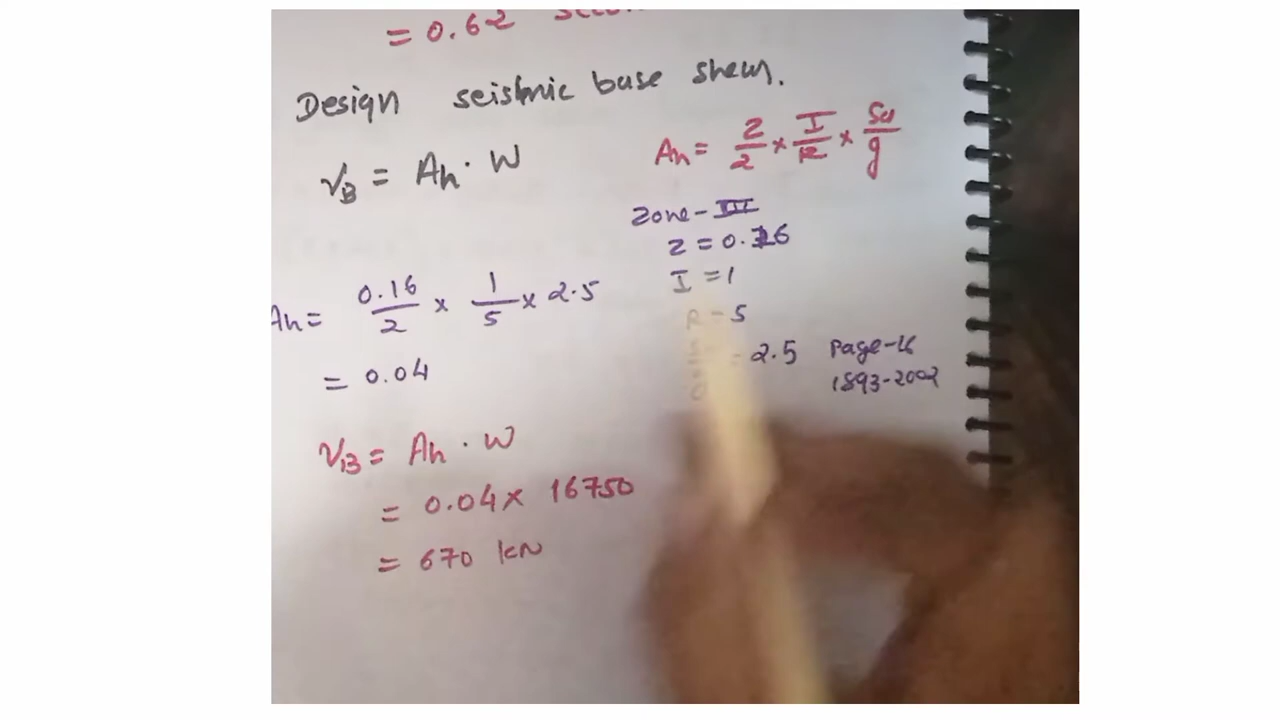 = 0.62
Design seismic base shear.
VB = Ah · W
Ah = Z/2 × I/R × Sa/g
Zone - III
Z = 0.16
I = 1
R = 5
= 2.5 Page-16
1893-2002
Ah = 0.16/2 × 1/5 × 2.5
= 0.04
VB = Ah · W
= 0.04 × 16750
= 670 kN